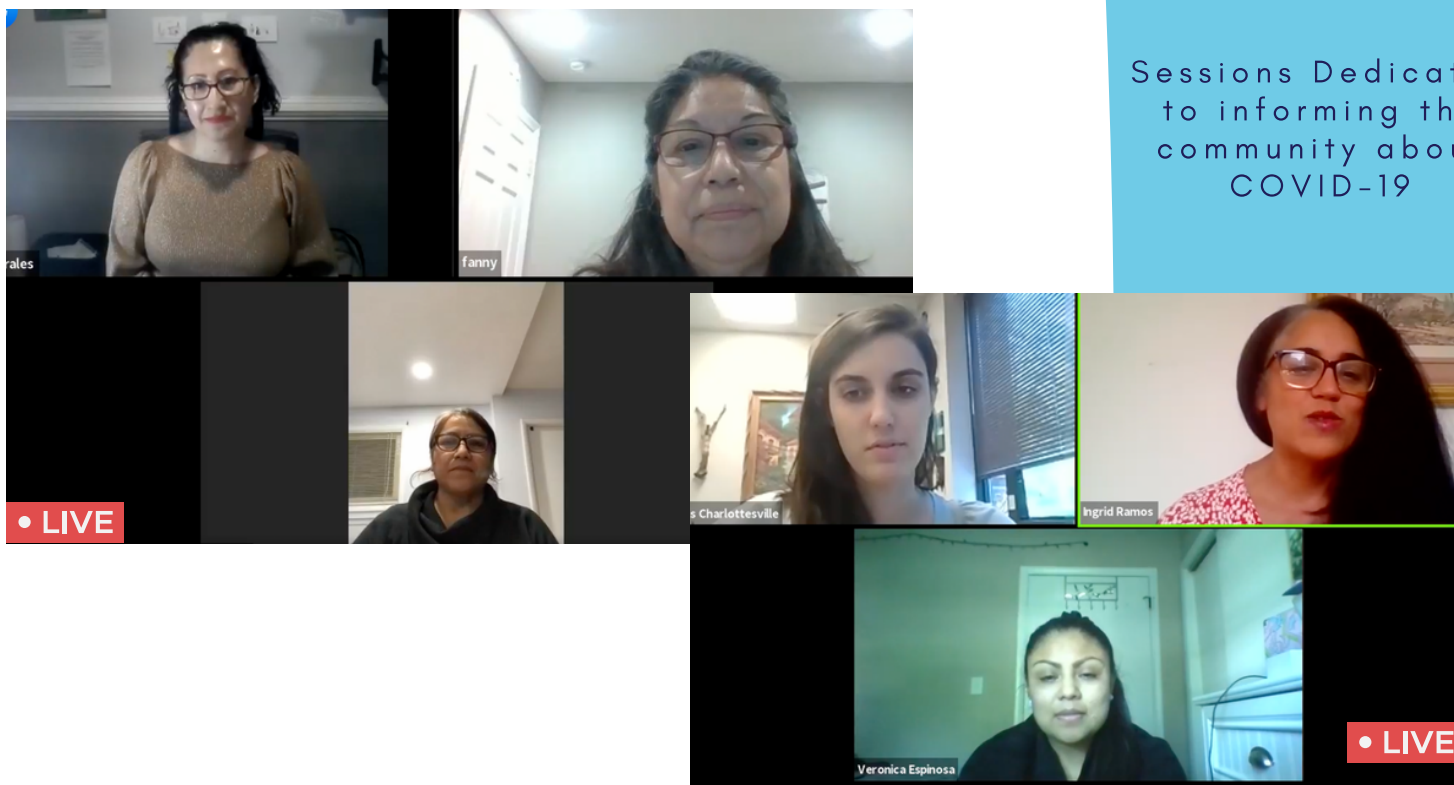 Sessions Dedicat
to informing th
community abou
COVID-19
rales
fanny
• LIVE
s Charlottesville
Ingrid Ramos
Veronica Espinosa
• LIVE